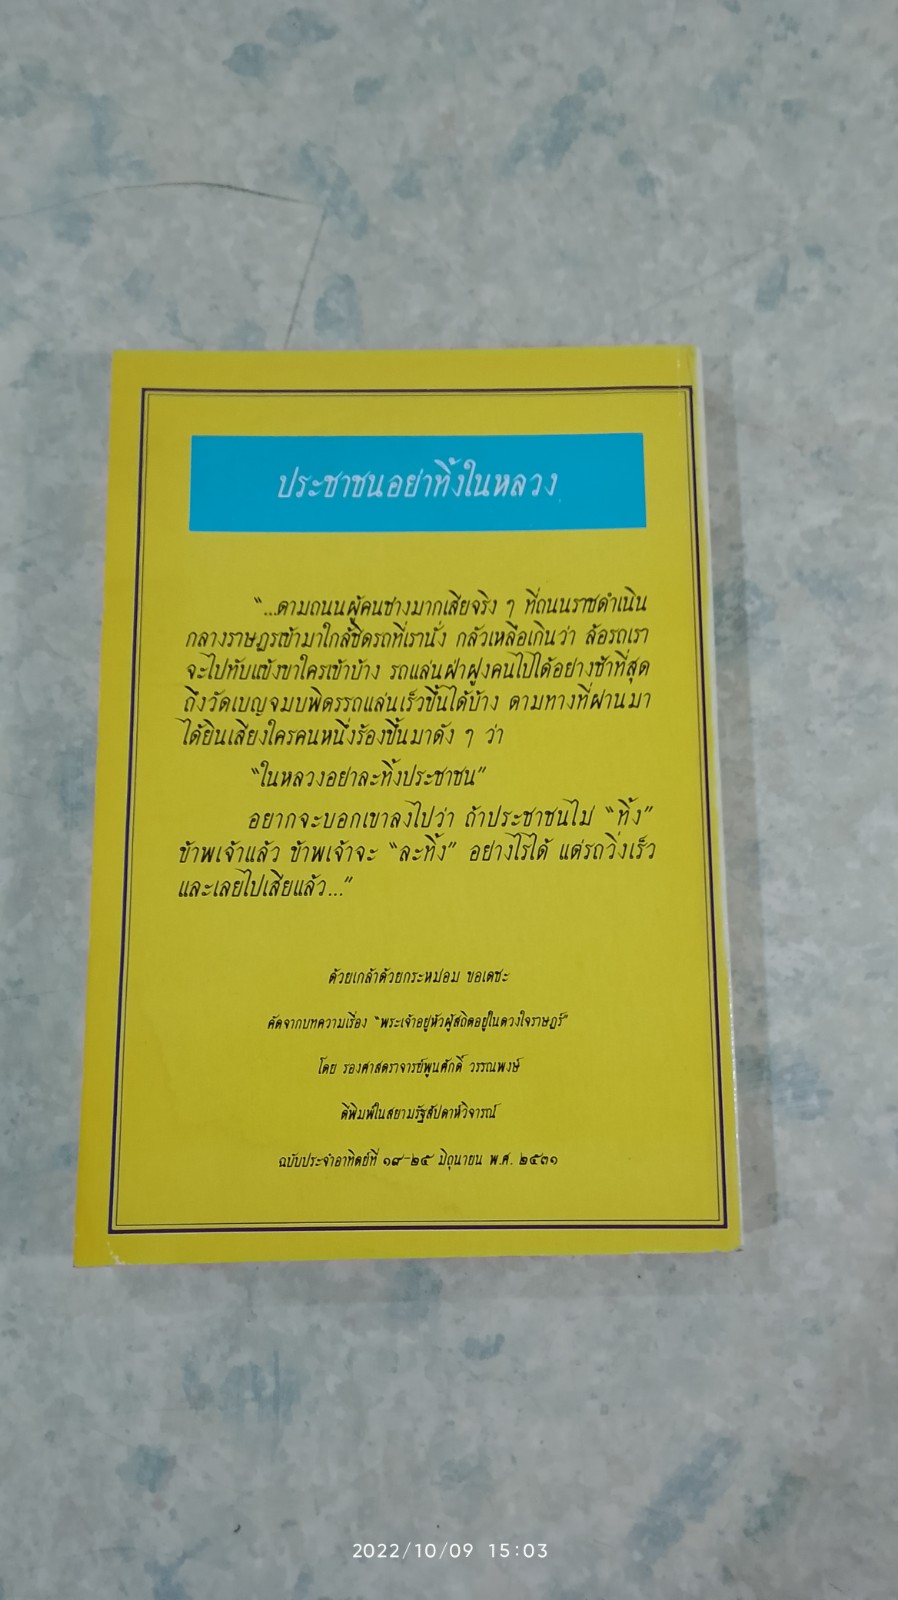 ประชาชนอย่าทิ้งในหลวง
“...ตามถนนผู้คนช่างมากเสียจริง ๆ ที่ถนนราชดำเนิน
กลางราษฎรเข้ามาใกล้ชิดรถที่เรานั่ง กลัวเหลือเกินว่า ล้อรถเรา
จะไปทับแข้งขาใครเข้าบ้าง รถแล่นฝ่าฝูงคนไปได้อย่างช้าที่สุด
ถึงวัดเบญจมบพิตรรถแล่นเร็วขึ้นได้บ้าง ตามทางที่ผ่านมา
ได้ยินเสียงใครคนหนึ่งร้องขึ้นมาดัง ๆ ว่า
“ในหลวงอย่าละทิ้งประชาชน”
อยากจะบอกเขาลงไปว่า ถ้าประชาชนไม่ “ทิ้ง”
ข้าพเจ้าแล้ว ข้าพเจ้าจะ “ละทิ้ง” อย่างไรได้ แต่รถวิ่งเร็ว
และเลยไปเสียแล้ว...”
ด้วยเกล้าด้วยกระหม่อม ขอเดชะ
คัดจากบทความเรื่อง “พระเจ้าอยู่หัวผู้สถิตอยู่ในดวงใจราษฎร์”
โดย รองศาสตราจารย์พูนศักดิ์ วรรณพงษ์
ตีพิมพ์ในสยามรัฐสัปดาห์วิจารณ์
ฉบับประจำอาทิตย์ที่ ๑๙-๒๕ มิถุนายน พ.ศ. ๒๕๓๑
2022/10/09 15:03